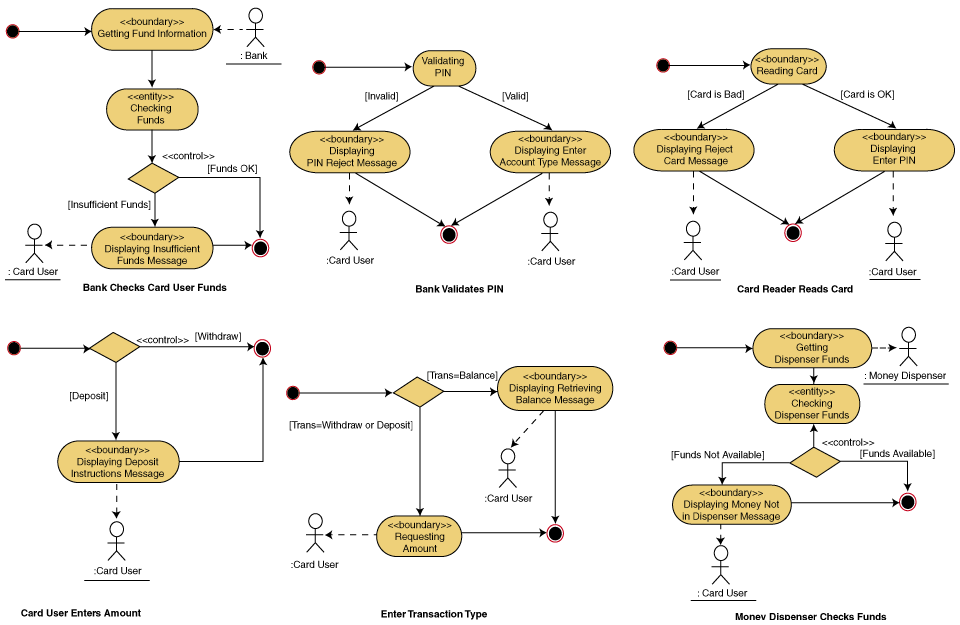 <<boundary>>
Getting Fund Information
: Bank
<<entity>>
Checking
Funds
<<control>>
[Funds OK]
[Insufficient Funds]
<<boundary>>
Displaying Insufficient
Funds Message
: Card User
Bank Checks Card User Funds
Validating
PIN
[Invalid]
[Valid]
<<boundary>>
Displaying
PIN Reject Message
<<boundary>>
Displaying Enter
Account Type Message
:Card User
:Card User
Bank Validates PIN
<<boundary>>
Reading Card
[Card is Bad]
[Card is OK]
<<boundary>>
Displaying Reject
Card Message
<<boundary>>
Displaying
Enter PIN
: Card User
:Card User
Card Reader Reads Card
<<control>>
[Withdraw]
[Deposit]
<<boundary>>
Displaying Deposit
Instructions Message
:Card User
Card User Enters Amount
[Trans=Balance]
<<boundary>>
Displaying Retrieving
Balance Message
[Trans=Withdraw or Deposit]
:Card User
<<boundary>>
Requesting
Amount
:Card User
Enter Transaction Type
<<boundary>>
Getting
Dispenser Funds
: Money Dispenser
<<entity>>
Checking
Dispenser Funds
<<control>>
[Funds Not Available]
[Funds Available]
<<boundary>>
Displaying Money Not
in Dispenser Message
: Card User
Money Dispenser Checks Funds